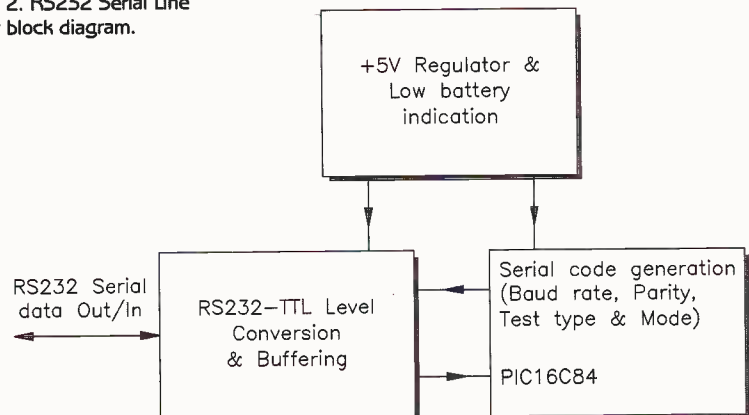 2. RS232 Serial Line
block diagram.
+5V Regulator &
Low battery
indication
RS232 Serial
data Out/In
RS232-TTL Level
Conversion
& Buffering
Serial code generation
(Baud rate, Parity,
Test type & Mode)
PIC16C84